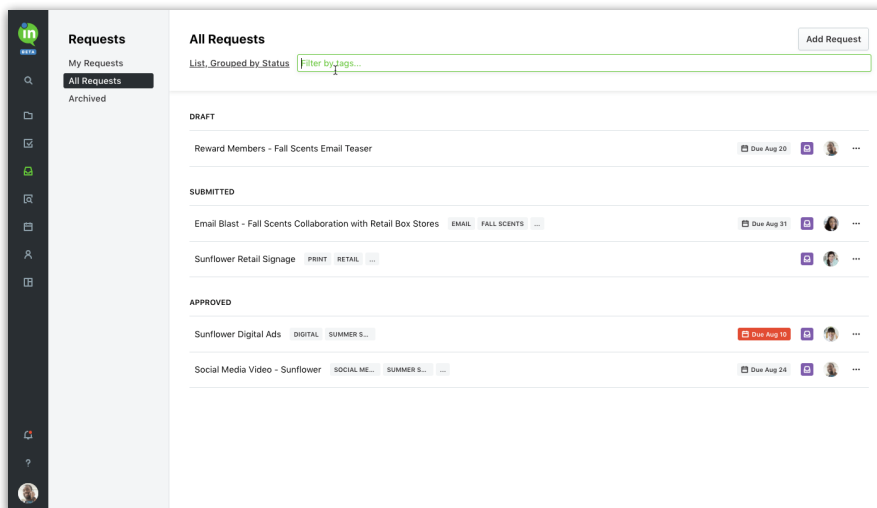 in
BETA
Requests
My Requests
All Requests
Archived
All Requests
Add Request
List, Grouped by Status
Filter by tags...
DRAFT
Reward Members - Fall Scents Email Teaser
Due Aug 20
SUBMITTED
Email Blast - Fall Scents Collaboration with Retail Box Stores EMAIL FALL SCENTS ...
Due Aug 31
Sunflower Retail Signage PRINT RETAIL ...
APPROVED
Sunflower Digital Ads DIGITAL SUMMER S...
Due Aug 10
Social Media Video - Sunflower SOCIAL ME... SUMMER S... ...
Due Aug 24
?